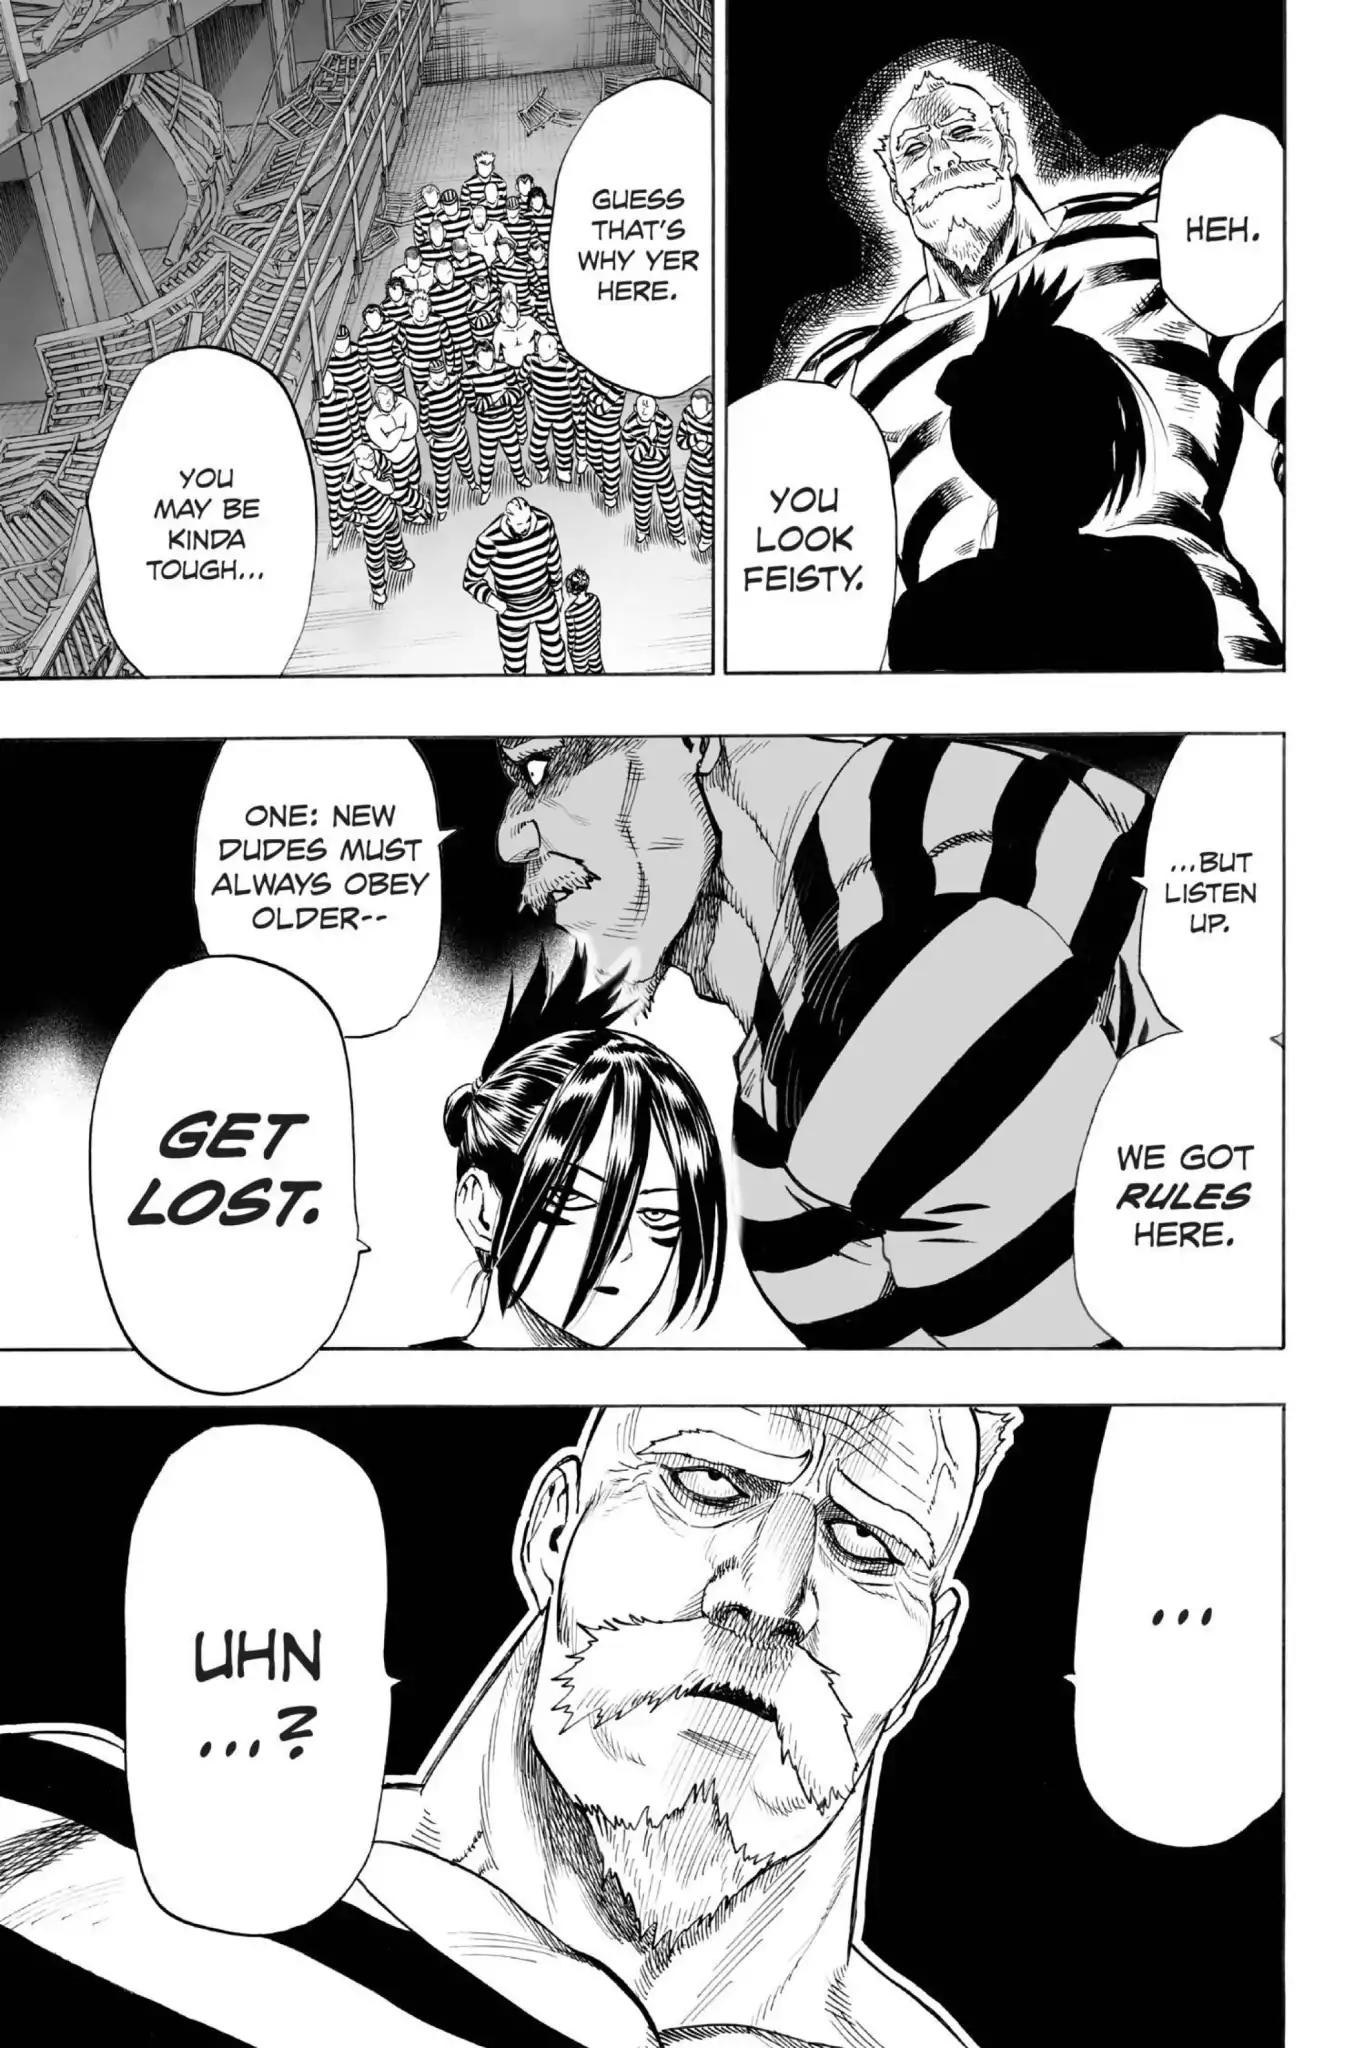 HEH.
YOU
LOOK
FEISTY.
GUESS
THAT'S
WHY YER
HERE.
YOU
MAY BE
KINDA
TOUGH...
...BUT
LISTEN
UP.
WE GOT
RULES
HERE.
ONE: NEW
DUDES MUST
ALWAYS OBEY
OLDER--
GET
LOST.
...
UHN
...?